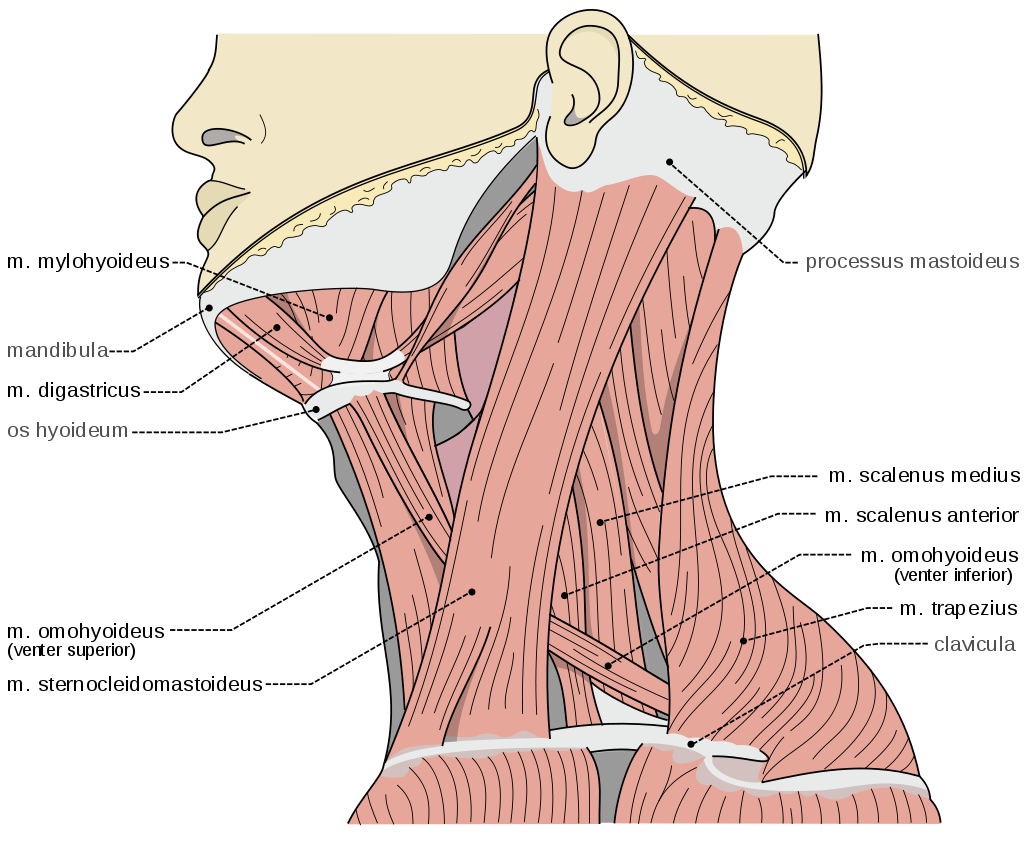 m. mylohyoideus
mandibula
m. digastricus
os hyoideum
m. omohyoideus
(venter superior)
m. sternocleidomastoideus
processus mastoideus
m. scalenus medius
m. scalenus anterior
m. omohyoideus
(venter inferior)
m. trapezius
clavicula